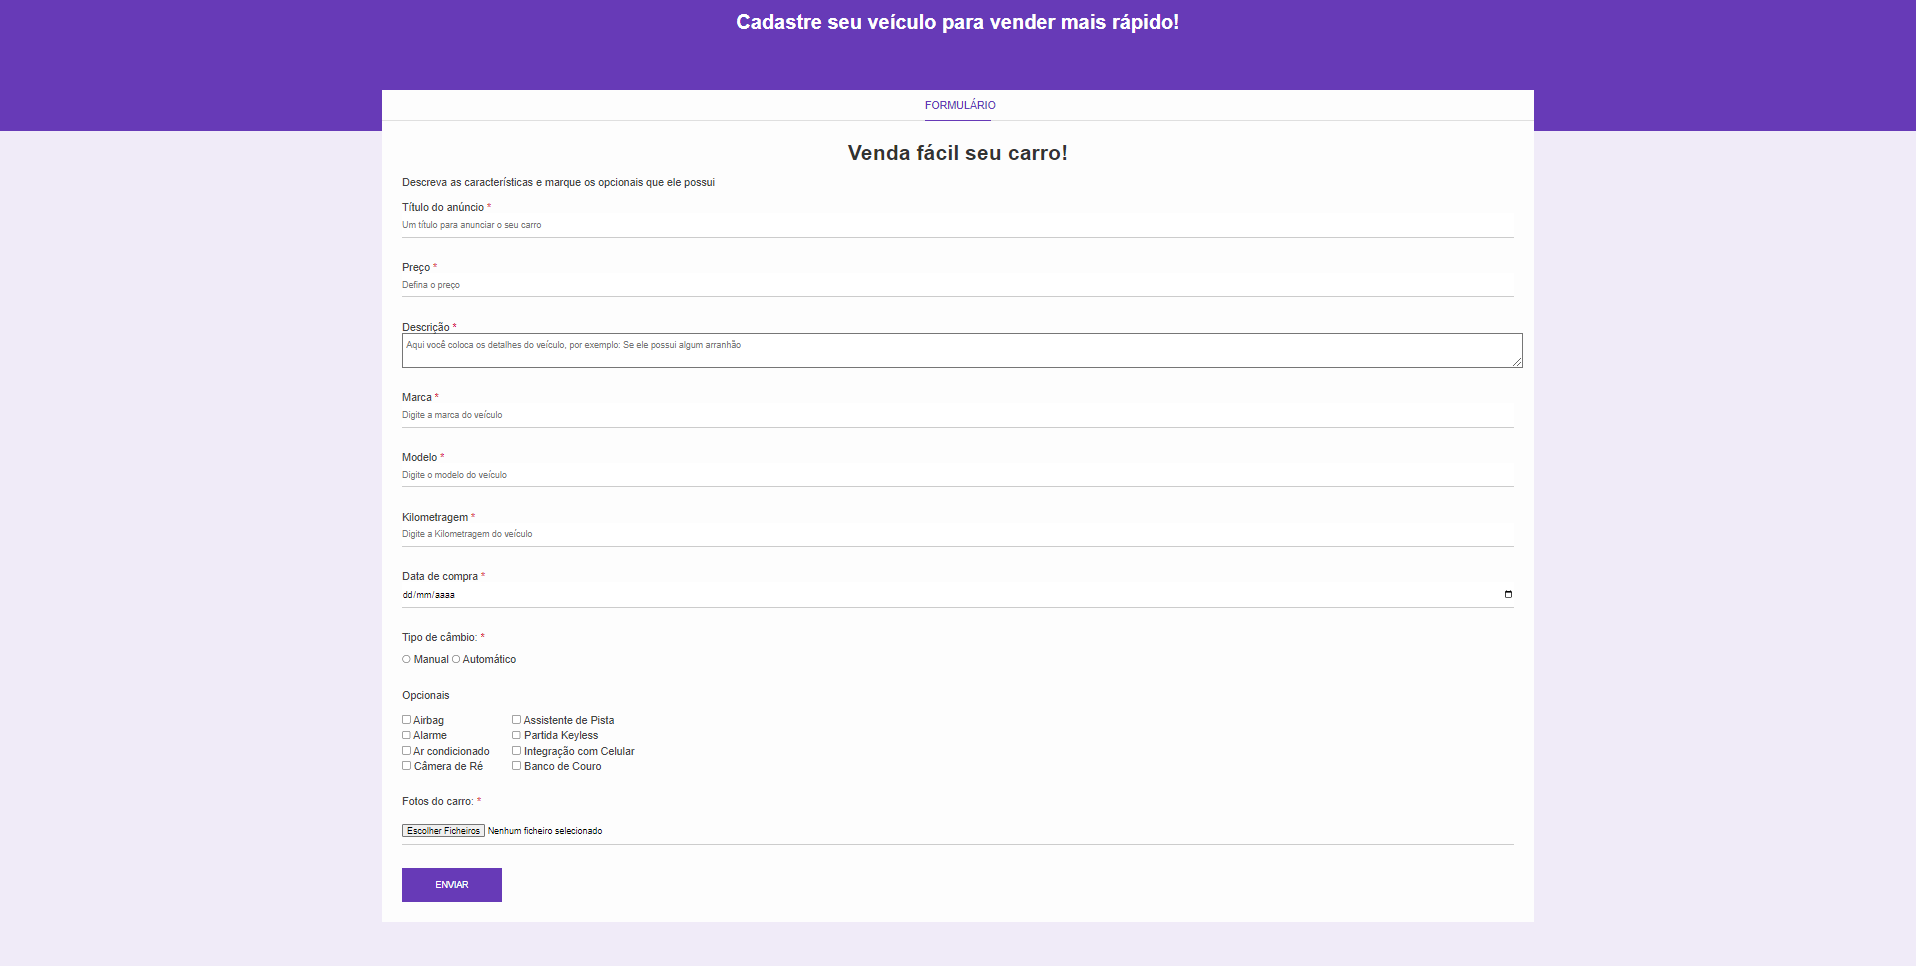 Cadastre seu veículo para vender mais rápido!
FORMULÁRIO
Venda fácil seu carro!
Descreva as características e marque os opcionais que ele possui
Título do anúncio *
Um título para anunciar o seu carro
Preço *
Defina o preço
Descrição *
Aqui você coloca os detalhes do veículo, por exemplo: Se ele possui algum arranhão
Marca *
Digite a marca do veículo
Modelo *
Digite o modelo do veículo
Kilometragem *
Digite a Kilometragem do veículo
Data de compra *
dd/mm/aaaa
Tipo de câmbio: *
Manual Automático
Opcionais
Airbag Assistente de Pista
Alarme Partida Keyless
Ar condicionado Integração com Celular
Câmera de Ré Banco de Couro
Fotos do carro: *
Escolher Ficheiros Nenhum ficheiro selecionado
ENVIAR